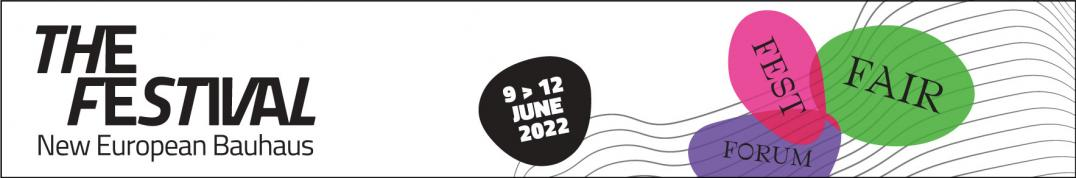 THE
FESTIVAL
New European Bauhaus
9 > 12
JUNE
2022
FEST
FAIR
FORUM